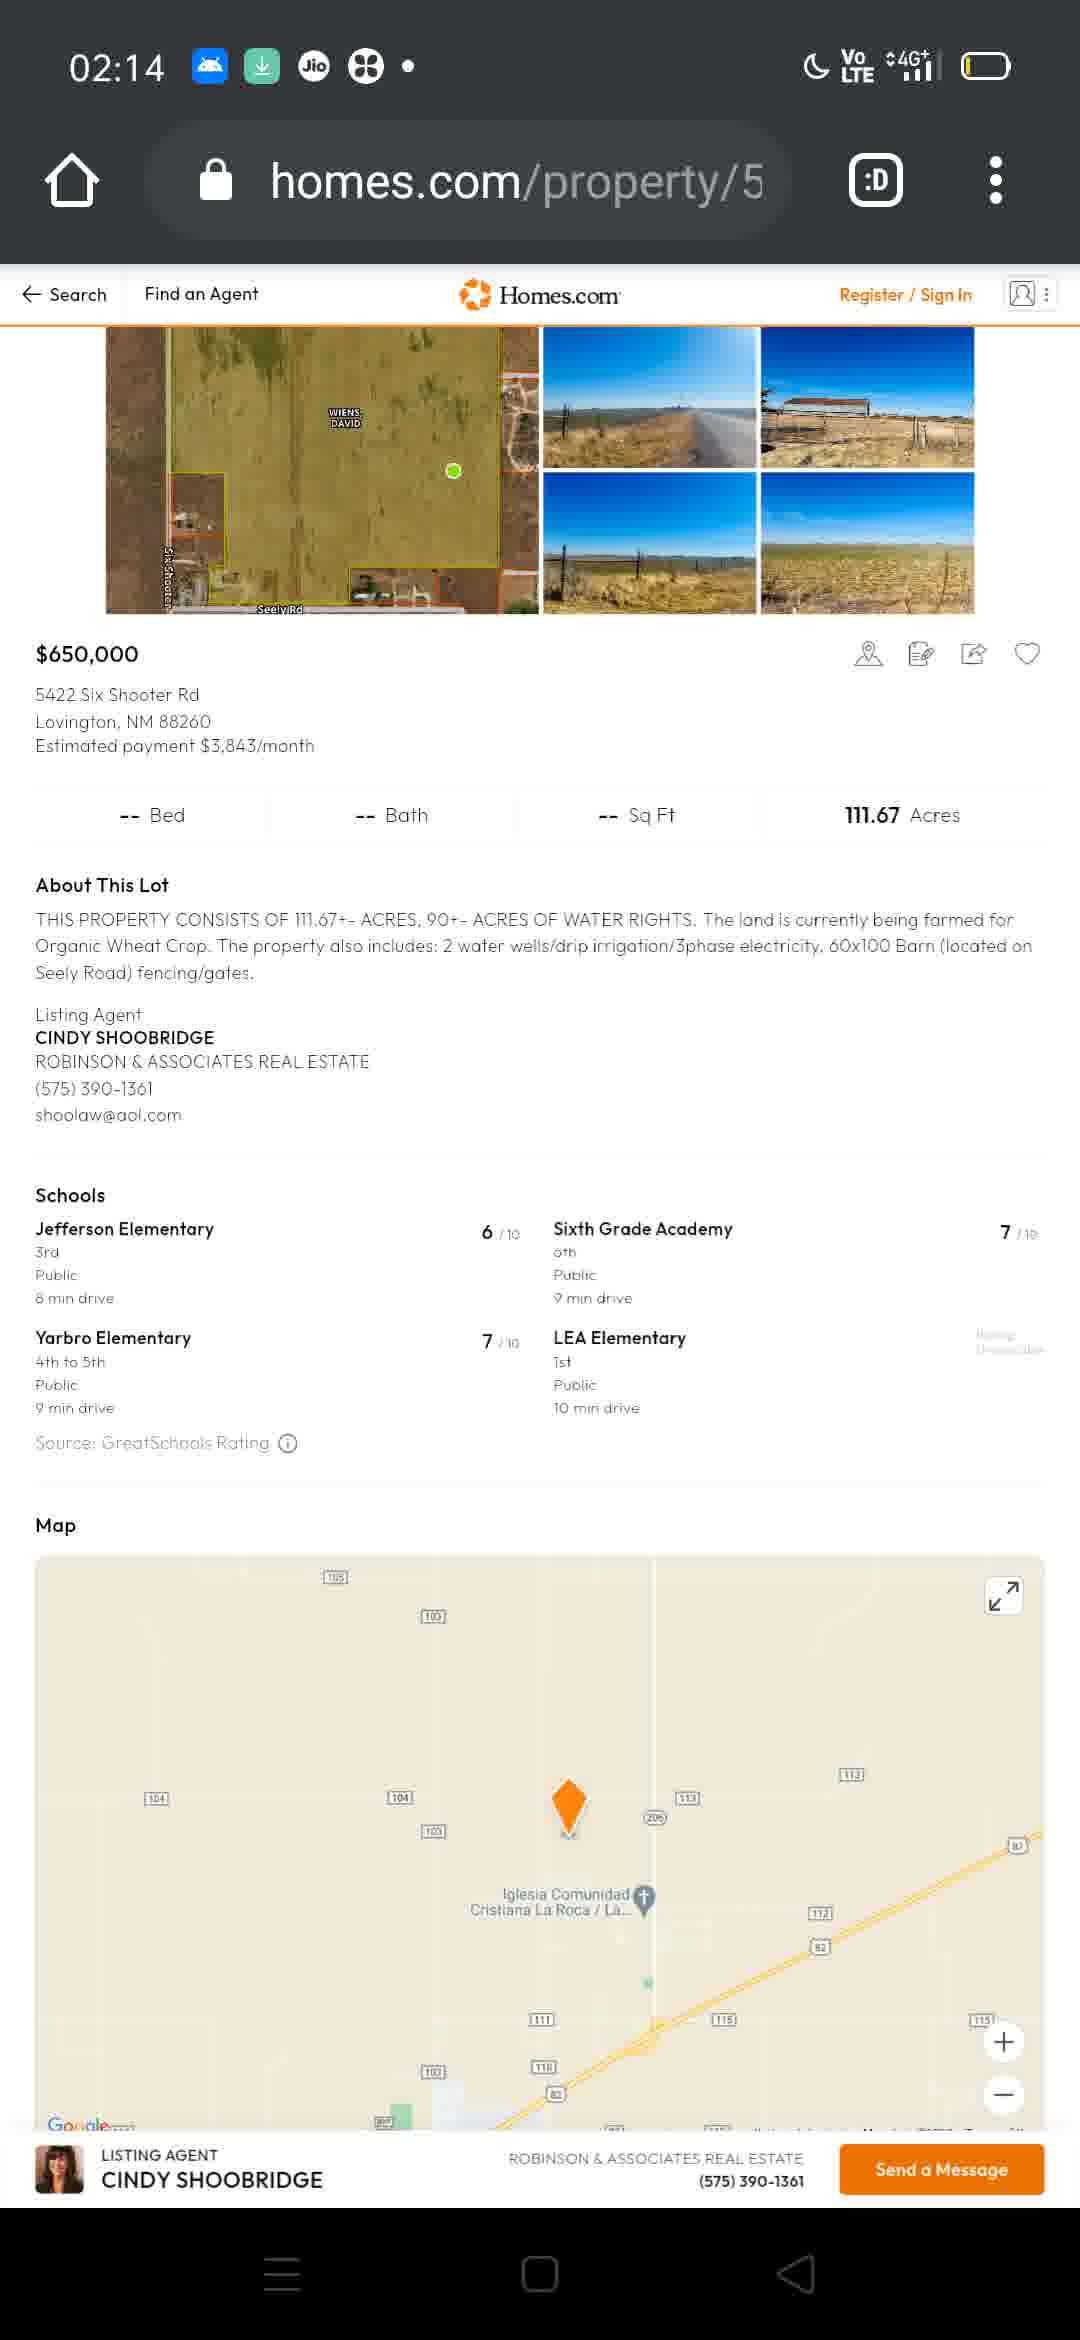 02:14
Jio
Vo
LTE
4G+
homes.com/property/5
:D
Search
Find an Agent
Homes.com
Register / Sign In
WIENS
DAVID
Six Shooter
Seely Rd
$650,000
5422 Six Shooter Rd
Lovington, NM 88260
Estimated payment $3,843/month
-- Bed
-- Bath
-- Sq Ft
111.67 Acres
About This Lot
THIS PROPERTY CONSISTS OF 111.67+- ACRES, 90+- ACRES OF WATER RIGHTS. The land is currently being farmed for
Organic Wheat Crop. The property also includes: 2 water wells/drip irrigation/3phase electricity, 60x100 Barn (located on
Seely Road) fencing/gates.
Listing Agent
CINDY SHOOBRIDGE
ROBINSON & ASSOCIATES REAL ESTATE
(575) 390-1361
shoolaw@aol.com
Schools
Jefferson Elementary
6 / 10
3rd
Public
8 min drive
Sixth Grade Academy
7 / 10
6th
Public
9 min drive
Yarbro Elementary
7 / 10
4th to 5th
Public
9 min drive
LEA Elementary
Rating
Unavailable
1st
Public
10 min drive
Source: GreatSchools Rating
Map
105
103
113
104
104
113
206
103
87
Iglesia Comunidad
Cristiana La Roca / La...
112
82
111
115
115
110
103
82
Google
LISTING AGENT
CINDY SHOOBRIDGE
ROBINSON & ASSOCIATES REAL ESTATE
(575) 390-1361
Send a Message